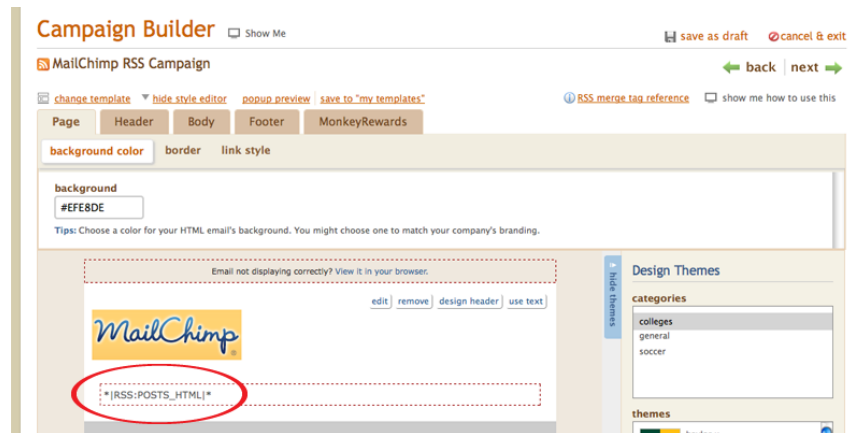 Campaign Builder Show Me
save as draft cancel & exit
MailChimp RSS Campaign
back next
change template hide style editor popup preview save to "my templates"
RSS merge tag reference show me how to use this
Page Header Body Footer MonkeyRewards
background color border link style
background
#EFE8DE
Tips: Choose a color for your HTML email's background. You might choose one to match your company's branding.
Email not displaying correctly? View it in your browser.
hide themes
Design Themes
edit remove design header use text
categories
colleges
general
soccer
MailChimp
*|RSS:POSTS_HTML|*
themes